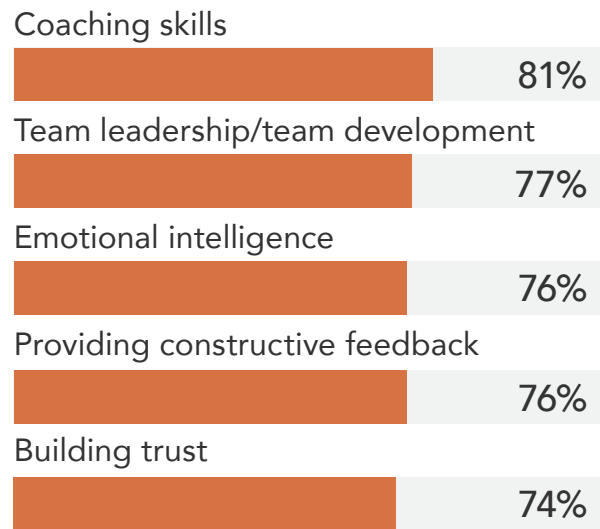 Coaching skills
81%
Team leadership/team development
77%
Emotional intelligence
76%
Providing constructive feedback
76%
Building trust
74%